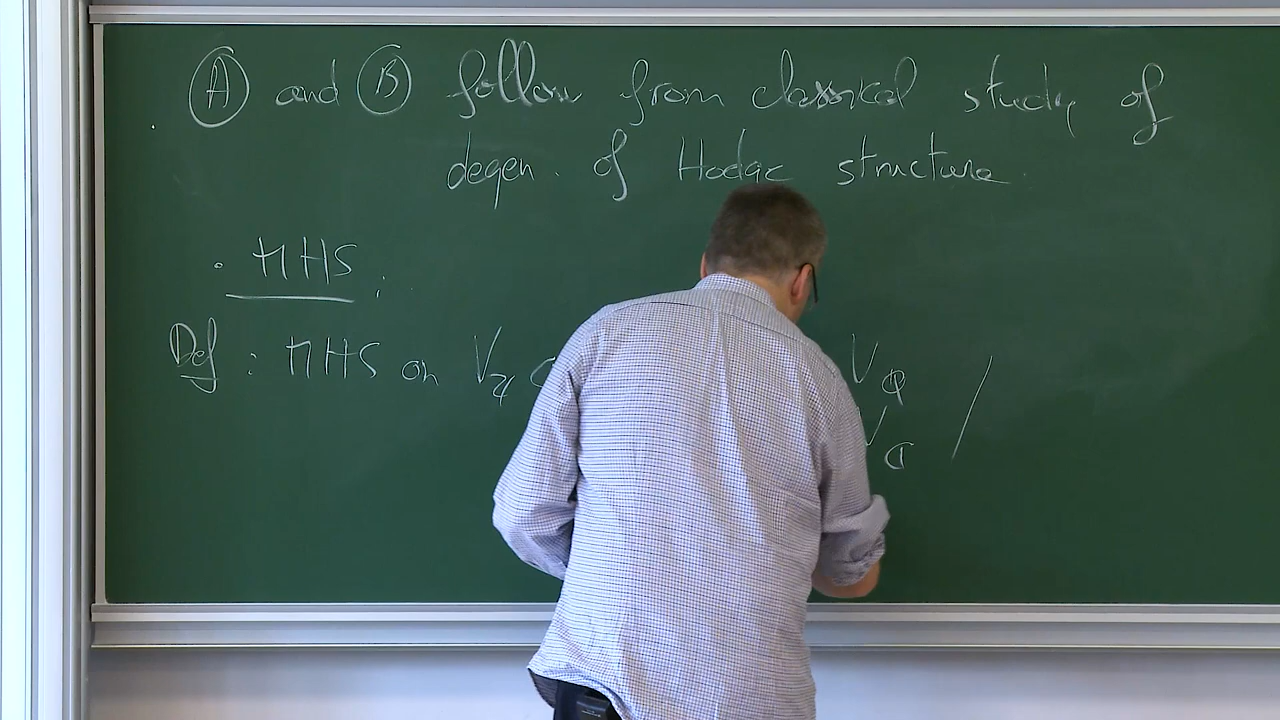 Ⓐ and Ⓑ follow from classical study of
degen. of Hodge structure.
. MHS :
Def : MHS on V_ℤ V_ℚ /
V_ℂ